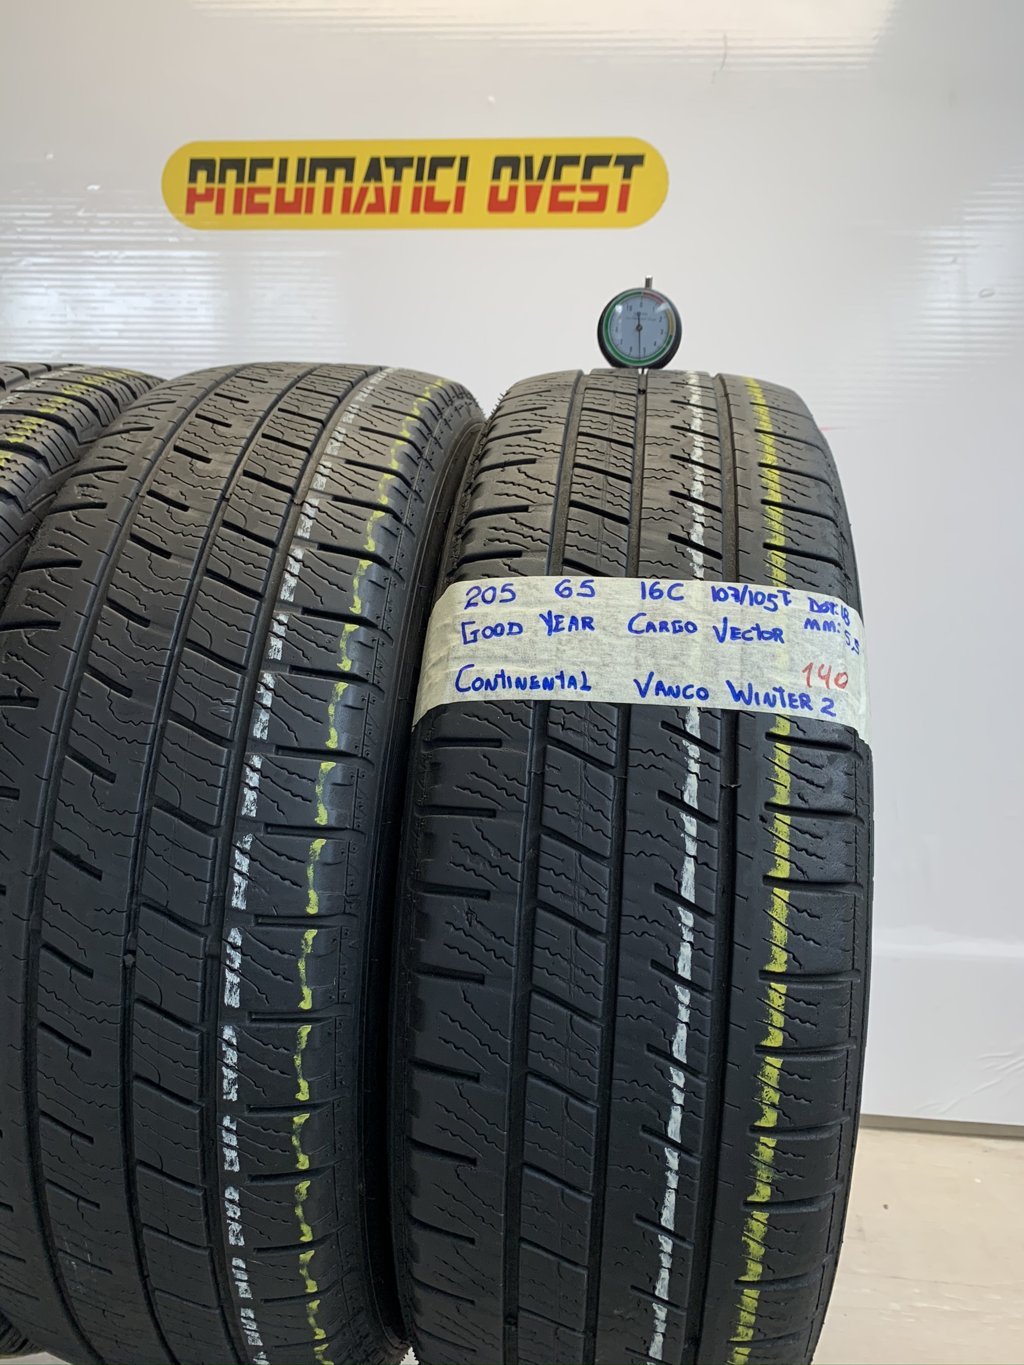 PNEUMATICI OVEST
205 65 16C 107/105T DOT:18
GOOD YEAR CARGO VECTOR MM: 5,5
140
CONTINENTAL VANCO WINTER 2